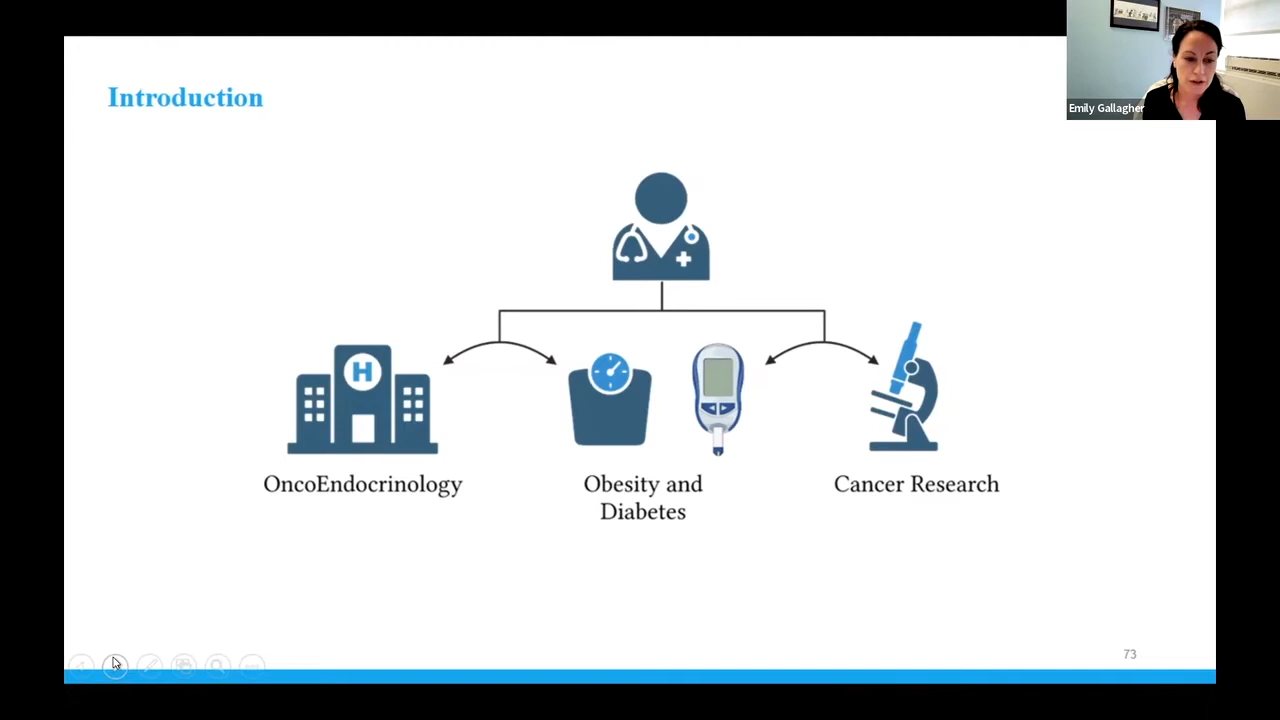 Introduction
Emily Gallagher
H
OncoEndocrinology
Obesity and
Diabetes
Cancer Research
73